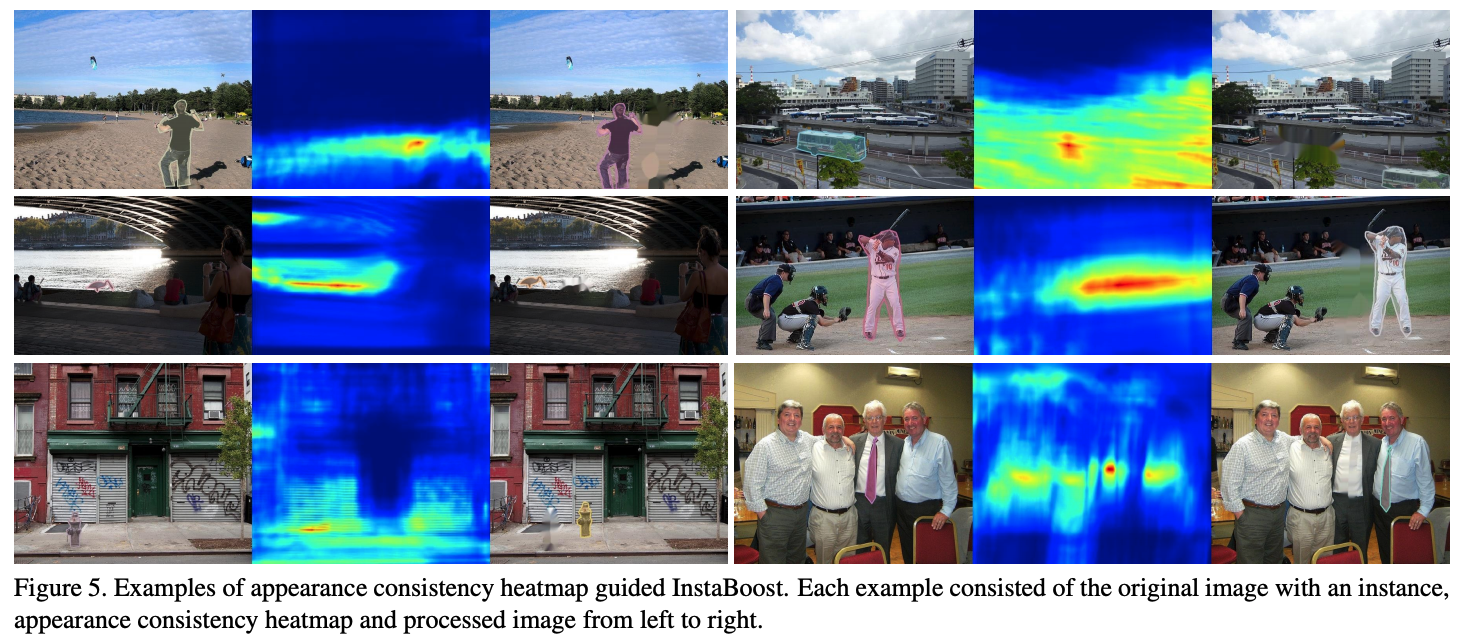 Figure 5. Examples of appearance consistency heatmap guided InstaBoost. Each example consisted of the original image with an instance,
appearance consistency heatmap and processed image from left to right.